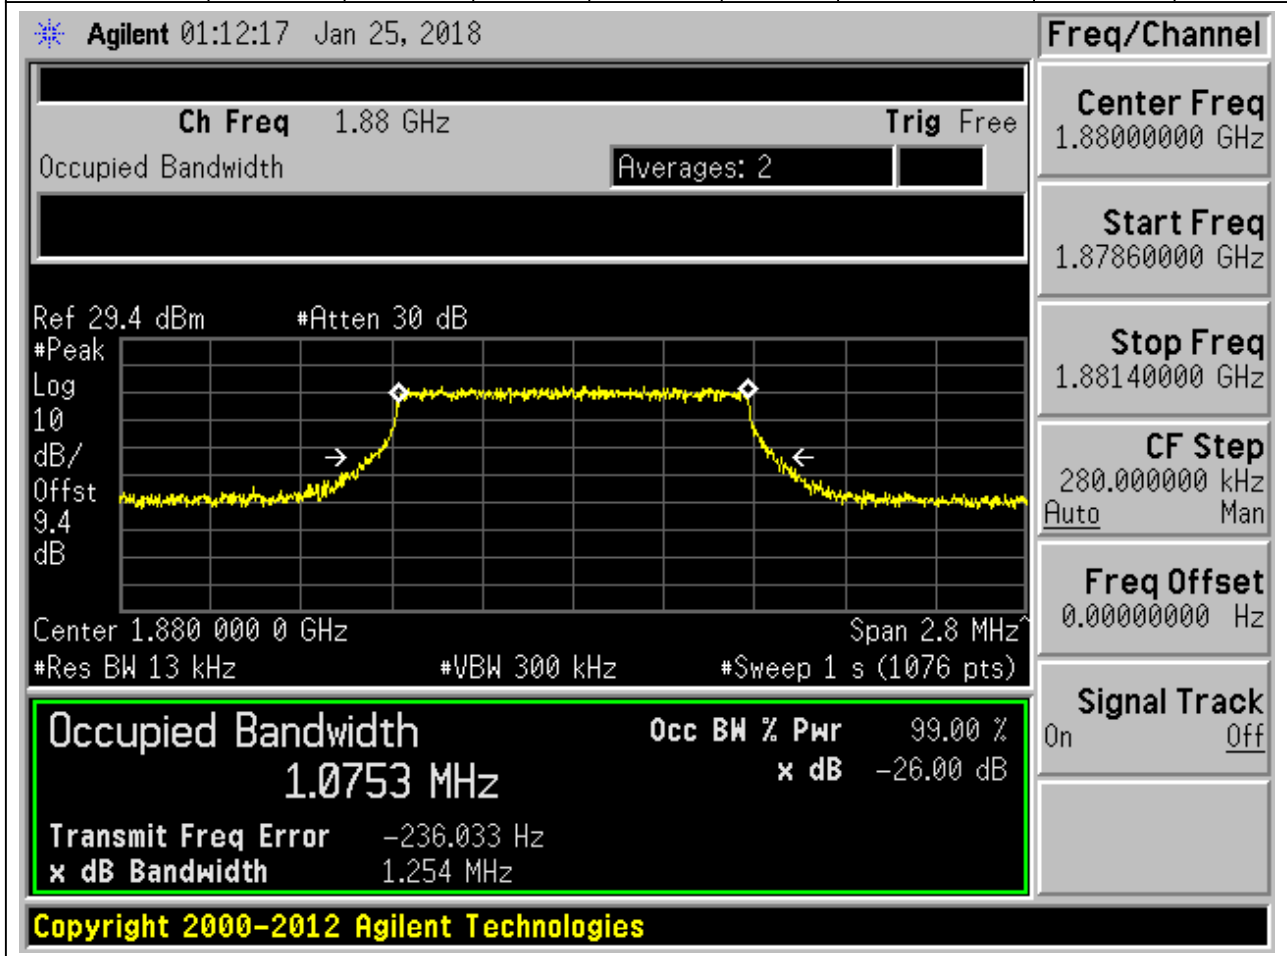 Agilent 01:12:17 Jan 25, 2018
Freq/Channel
Ch Freq 1.88 GHz Trig Free
Occupied Bandwidth Averages: 2
Center Freq
1.88000000 GHz
Start Freq
1.87860000 GHz
Stop Freq
1.88140000 GHz
CF Step
280.000000 kHz
Auto Man
Freq Offset
0.00000000 Hz
Signal Track
On Off
Ref 29.4 dBm #Atten 30 dB
#Peak
Log
10
dB/
Offst
9.4
dB
Center 1.880 000 0 GHz Span 2.8 MHz^
#Res BW 13 kHz #VBW 300 kHz #Sweep 1 s (1076 pts)
Occupied Bandwidth Occ BW % Pwr 99.00 %
1.0753 MHz x dB -26.00 dB
Transmit Freq Error -236.033 Hz
x dB Bandwidth 1.254 MHz
Copyright 2000-2012 Agilent Technologies